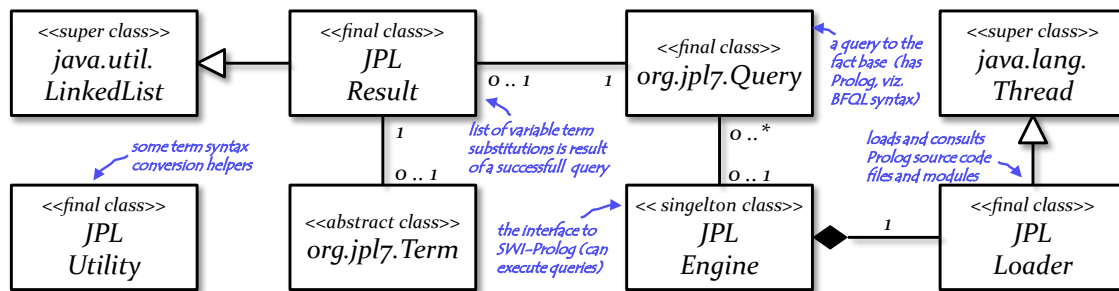 <<super class>>
java.util.
LinkedList
<<final class>>
JPL
Result
0 . . 1
1
<<final class>>
org.jpl7.Query
a query to the
fact base (has
Prolog, viz.
BFQL syntax)
<<super class>>
java.lang.
Thread
some term syntax
conversion helpers
1
0 . . 1
list of variable term
substitutions is result
of a successfull query
0 . . *
0 . . 1
loads and consults
Prolog source code
files and modules
<<final class>>
JPL
Utility
<<abstract class>>
org.jpl7.Term
the interface to
SWI-Prolog (can
execute queries)
<< singelton class>>
JPL
Engine
1
<<final class>>
JPL
Loader